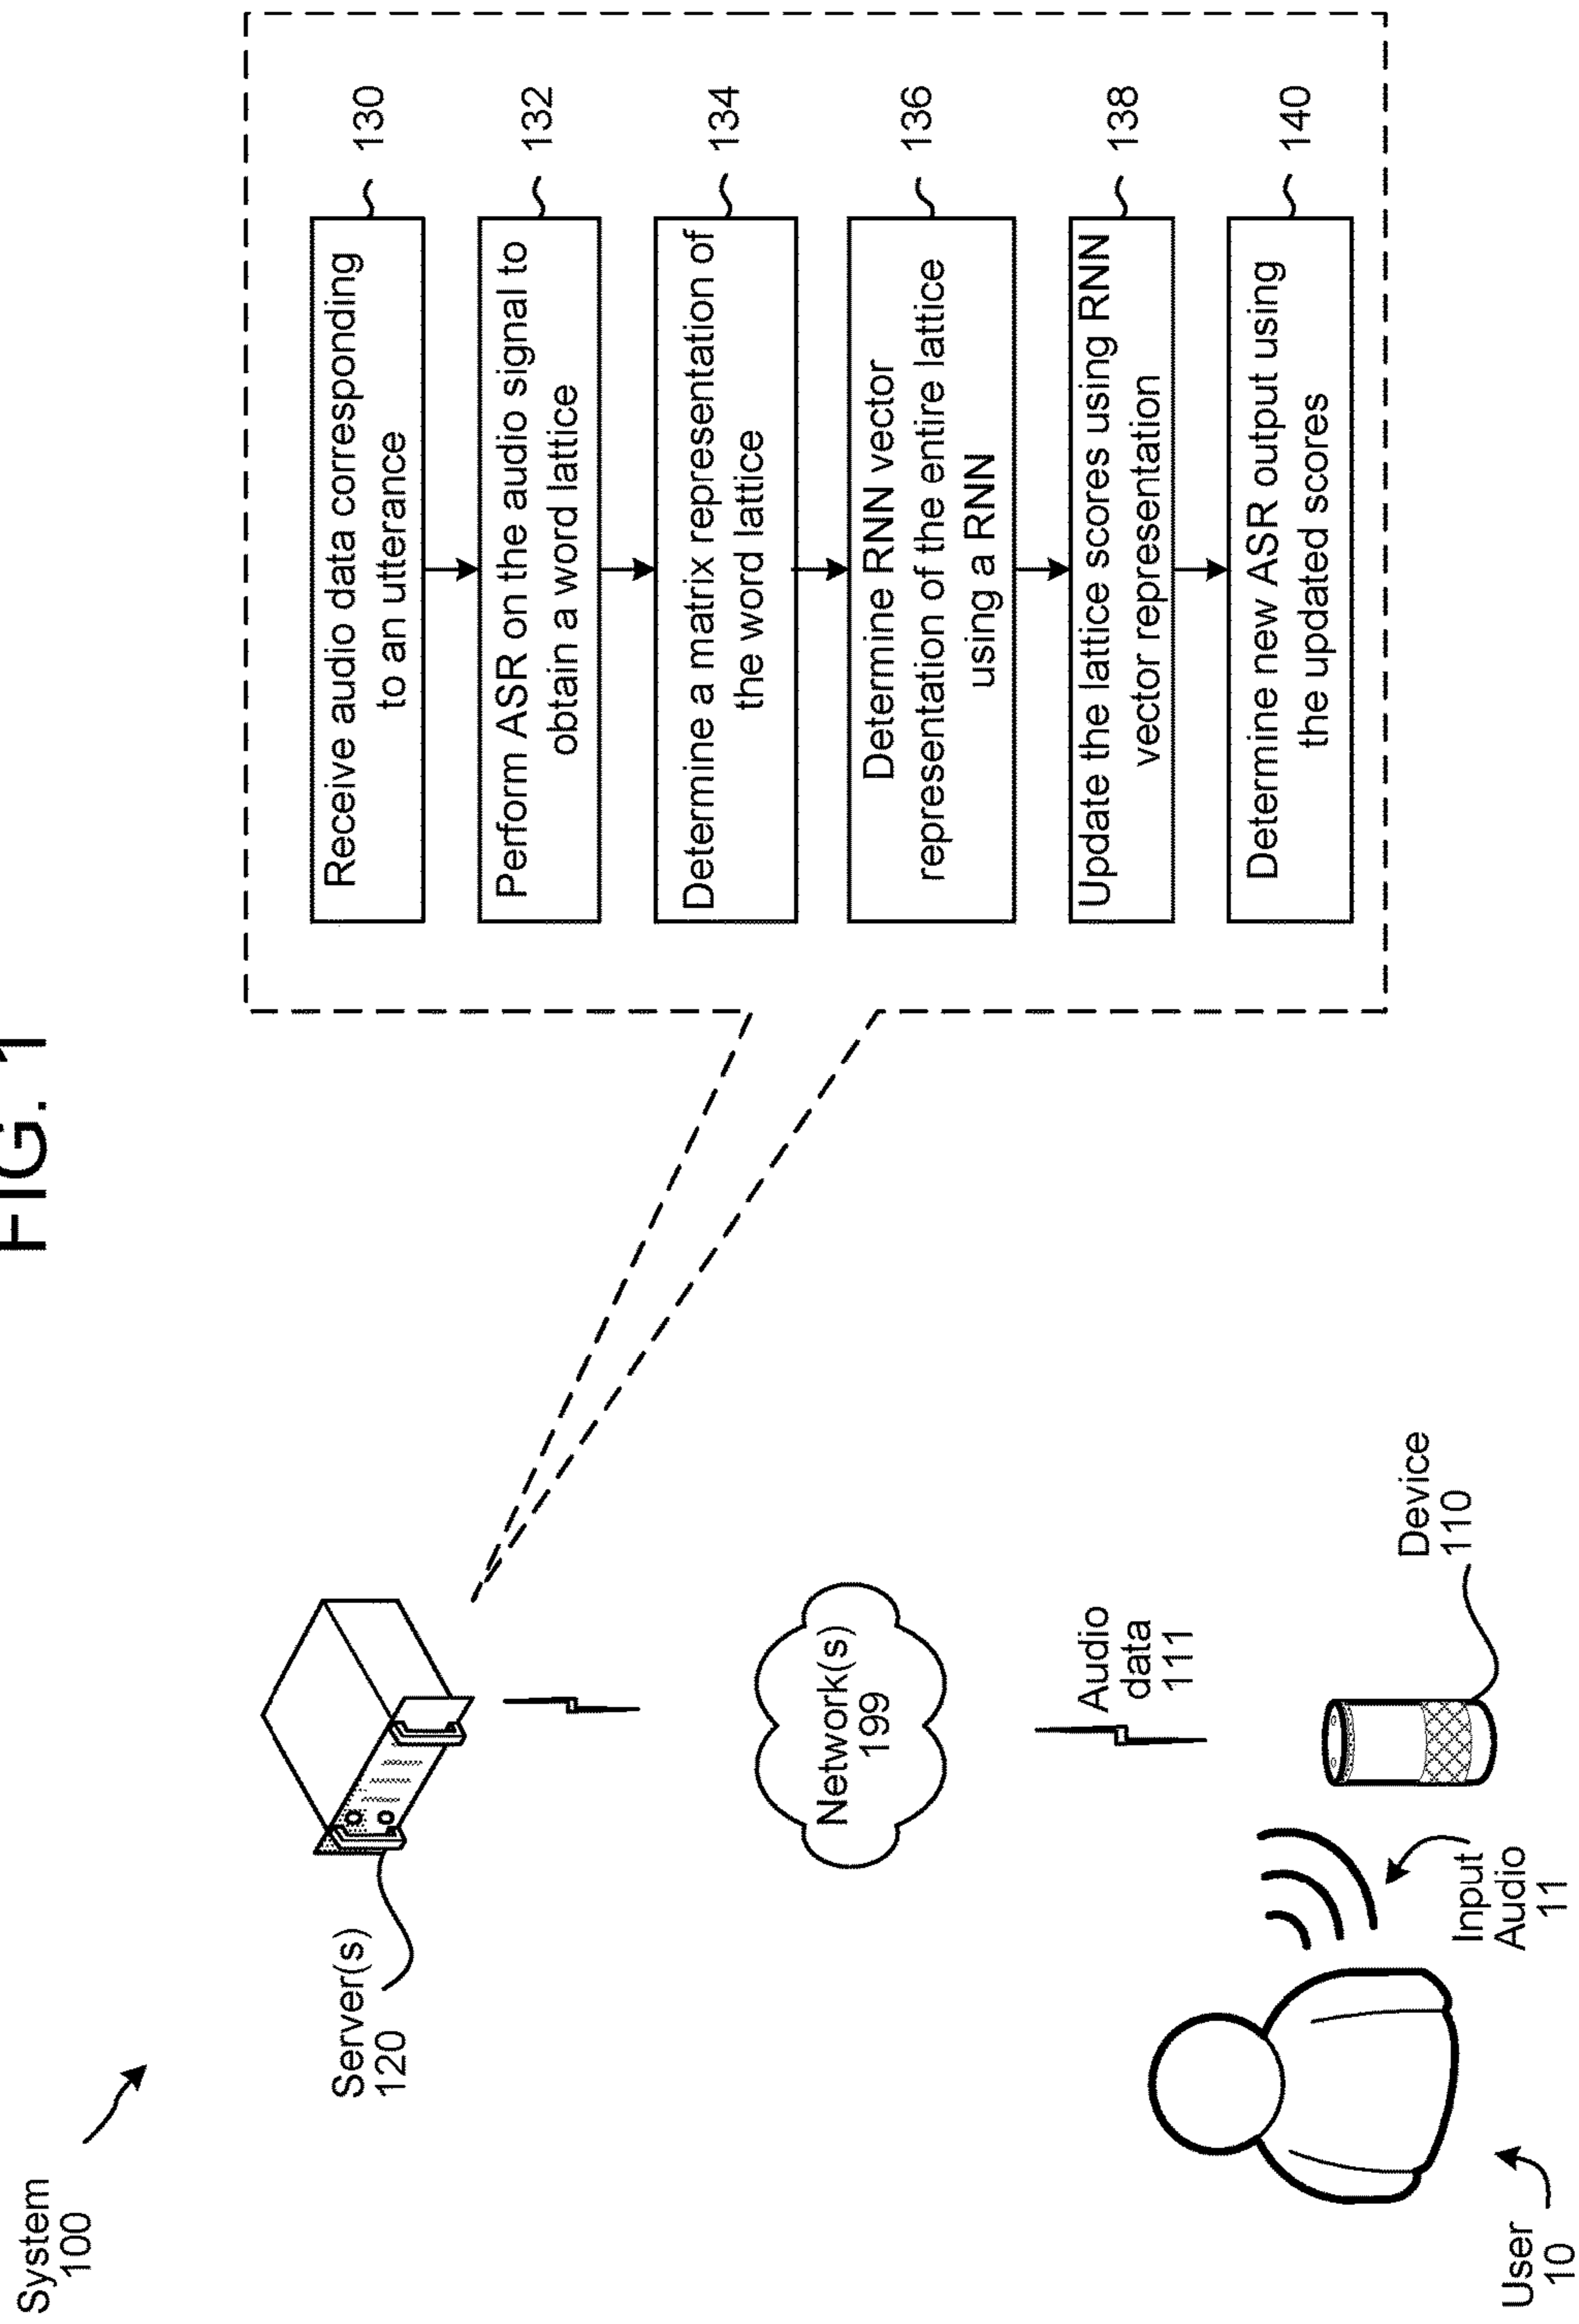 FIG. 1
System
100
Server(s)
120
Network(s)
199
Audio
data
111
Device
110
Input
Audio
11
User
10
Receive audio data corresponding
to an utterance
130
Perform ASR on the audio signal to
obtain a word lattice
132
Determine a matrix representation of
the word lattice
134
Determine RNN vector
representation of the entire lattice
using a RNN
136
Update the lattice scores using RNN
vector representation
138
Determine new ASR output using
the updated scores
140